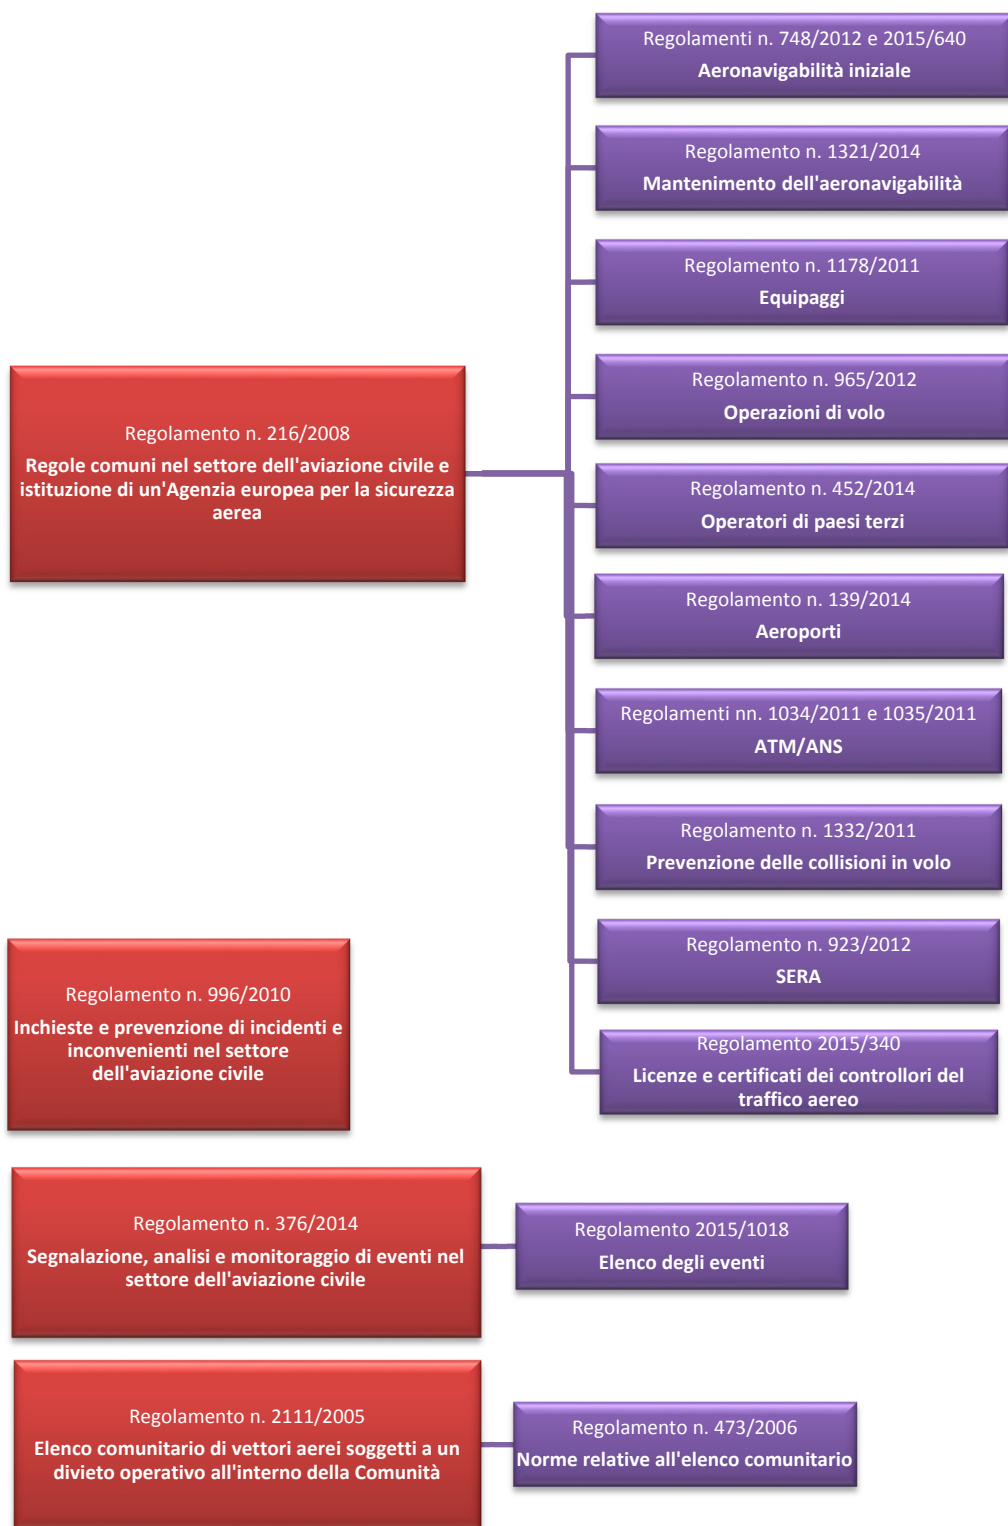 Regolamenti n. 748/2012 e 2015/640
Aeronavigabilità iniziale
Regolamento n. 1321/2014
Mantenimento dell'aeronavigabilità
Regolamento n. 1178/2011
Equipaggi
Regolamento n. 965/2012
Operazioni di volo
Regolamento n. 216/2008
Regole comuni nel settore dell'aviazione civile e
istituzione di un'Agenzia europea per la sicurezza
aerea
Regolamento n. 452/2014
Operatori di paesi terzi
Regolamento n. 139/2014
Aeroporti
Regolamenti nn. 1034/2011 e 1035/2011
ATM/ANS
Regolamento n. 1332/2011
Prevenzione delle collisioni in volo
Regolamento n. 923/2012
SERA
Regolamento 2015/340
Licenze e certificati dei controllori del
traffico aereo
Regolamento n. 996/2010
Inchieste e prevenzione di incidenti e
inconvenienti nel settore
dell'aviazione civile
Regolamento n. 376/2014
Segnalazione, analisi e monitoraggio di eventi nel
settore dell'aviazione civile
Regolamento 2015/1018
Elenco degli eventi
Regolamento n. 2111/2005
Elenco comunitario di vettori aerei soggetti a un
divieto operativo all'interno della Comunità
Regolamento n. 473/2006
Norme relative all'elenco comunitario